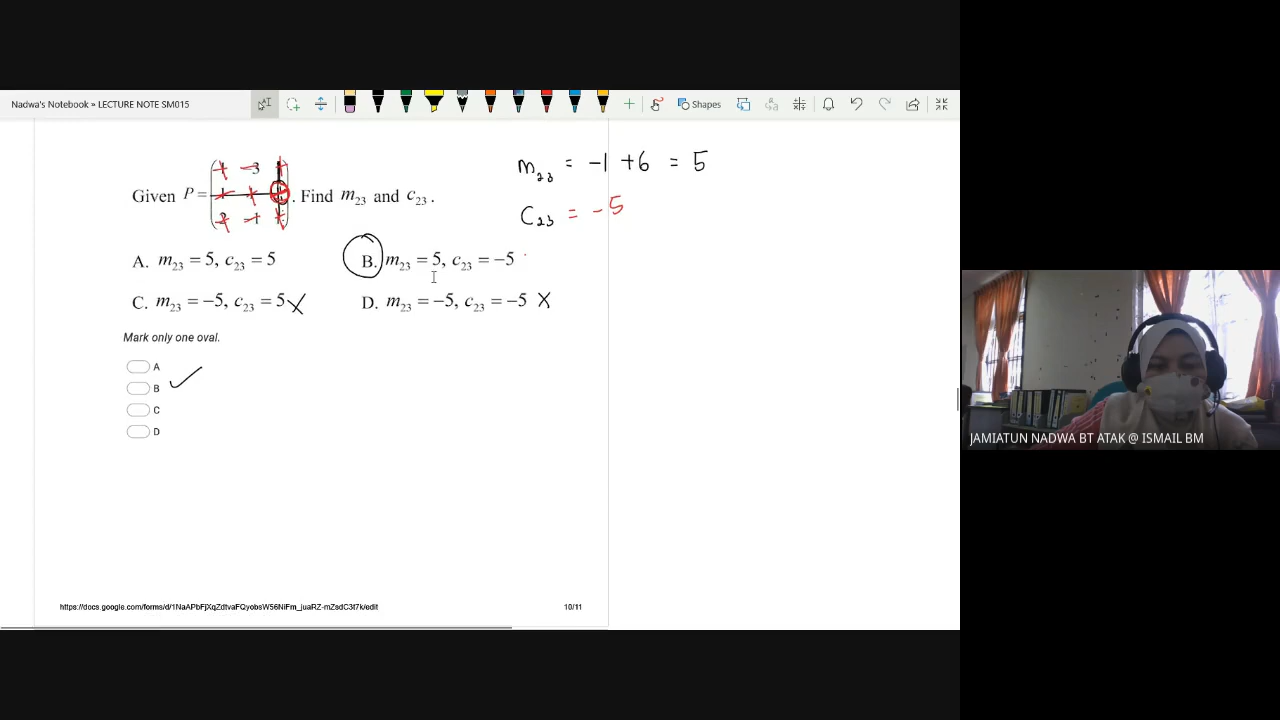 Nadwa's Notebook » LECTURE NOTE SM015
Shapes
Given P = . Find m₂₃ and c₂₃.
m₂₃ = -1 + 6 = 5
C₂₃ = -5
A. m₂₃ = 5, c₂₃ = 5
B. m₂₃ = 5, c₂₃ = -5
C. m₂₃ = -5, c₂₃ = 5 X
D. m₂₃ = -5, c₂₃ = -5 X
Mark only one oval.
A
B ✓
C
D
10/11
JAMIATUN NADWA BT ATAK @ ISMAIL BM